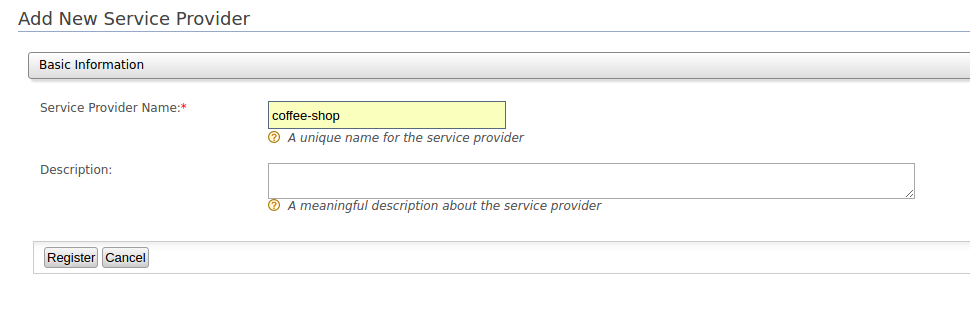 Add New Service Provider
Basic Information
Service Provider Name:* coffee-shop
? A unique name for the service provider
Description:
? A meaningful description about the service provider
Register Cancel